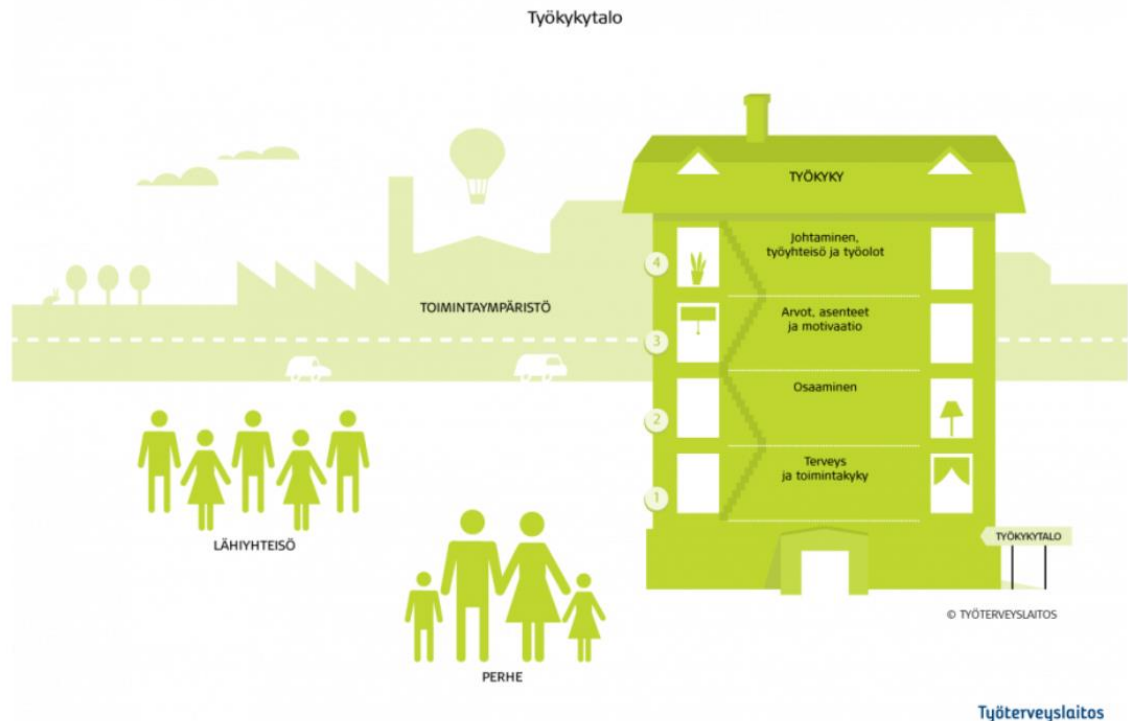 Työkykytalo
TYÖKYKY
4
Johtaminen,
työyhteisö ja työolot
TOIMINTAYMPÄRISTÖ
3
Arvot, asenteet
ja motivaatio
2
Osaaminen
1
Terveys
ja toimintakyky
LÄHIYHTEISÖ
TYÖKYKYTALO
© TYÖTERVEYSLAITOS
PERHE
Työterveyslaitos